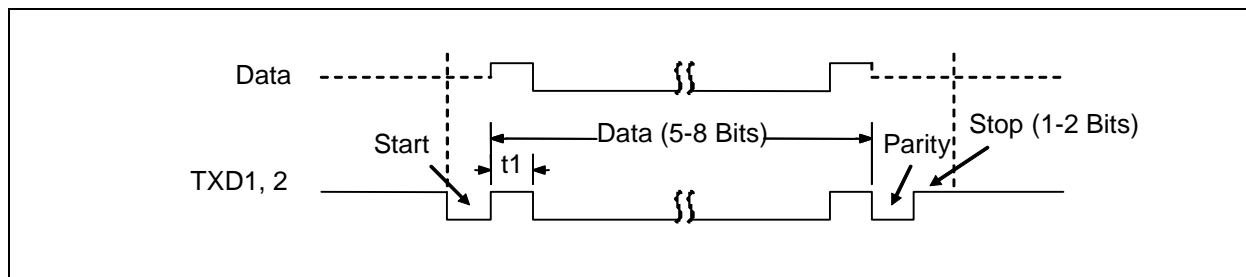 Data
Data (5-8 Bits)
Stop (1-2 Bits)
Start
Parity
t1
TXD1, 2